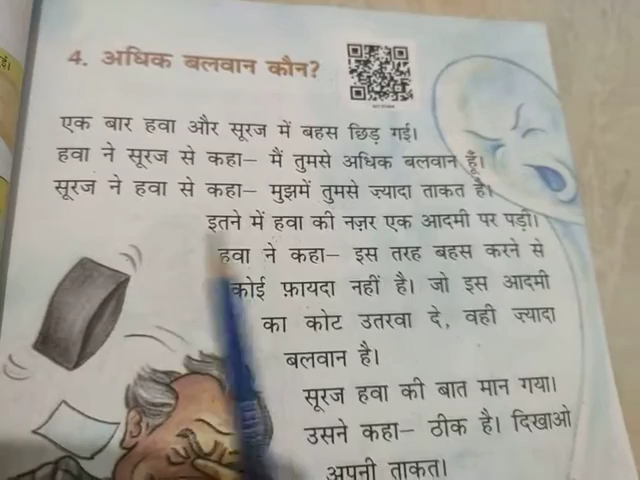 4. अधिक बलवान कौन?
एक बार हवा और सूरज में बहस छिड़ गई।
हवा ने सूरज से कहा– मैं तुमसे अधिक बलवान हूँ।
सूरज ने हवा से कहा– मुझमें तुमसे ज़्यादा ताकत है।
इतने में हवा की नज़र एक आदमी पर पड़ी।
हवा ने कहा– इस तरह बहस करने से
कोई फ़ायदा नहीं है। जो इस आदमी
का कोट उतरवा दे, वही ज़्यादा
बलवान है।
सूरज हवा की बात मान गया।
उसने कहा– ठीक है। दिखाओ
अपनी ताकत।